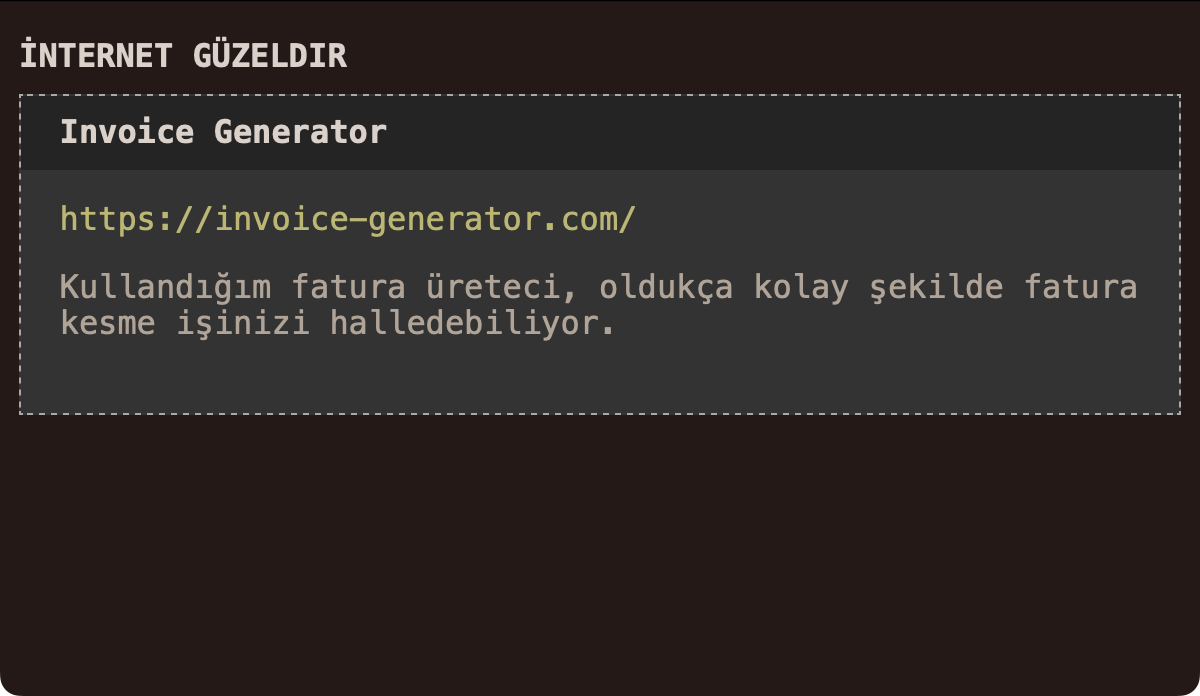 İNTERNET GÜZELDIR
Invoice Generator
https://invoice-generator.com/
Kullandığım fatura üreteci, oldukça kolay şekilde fatura
kesme işinizi halledebiliyor.